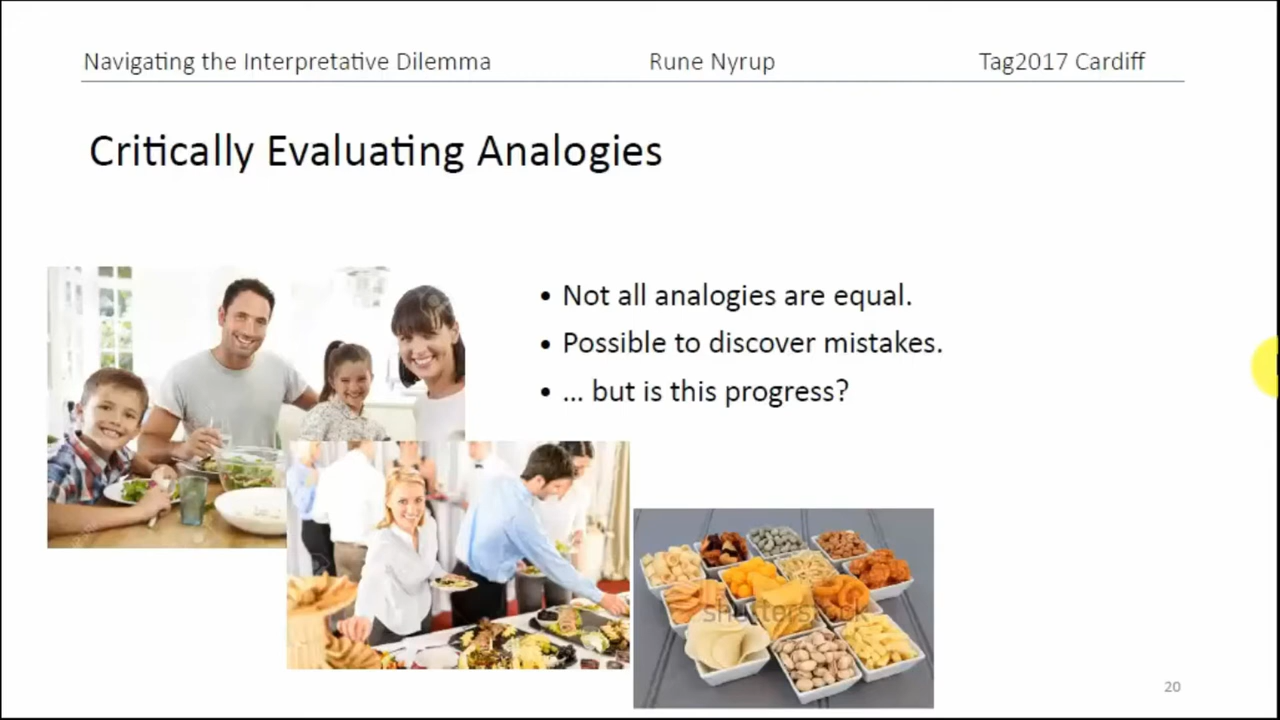 Navigating the Interpretative Dilemma Rune Nyrup Tag2017 Cardiff
Critically Evaluating Analogies
• Not all analogies are equal.
• Possible to discover mistakes.
• ... but is this progress?
shutterstock
20